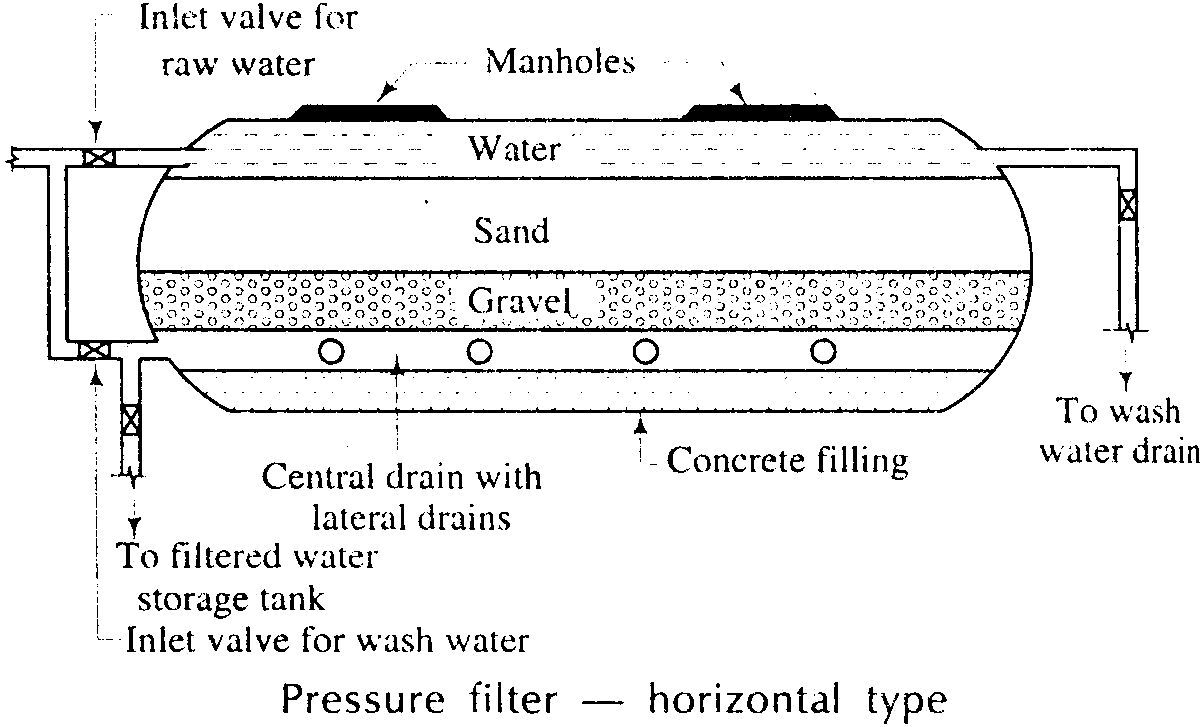 Inlet valve for
raw water
Manholes
Water
Sand
Gravel
To wash
water drain
Concrete filling
Central drain with
lateral drains
To filtered water
storage tank
Inlet valve for wash water
Pressure filter — horizontal type